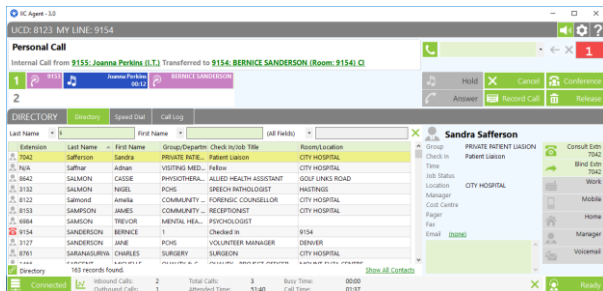 IIC Agent - 3.0
UCD: 8123 MY LINE: 9154
Personal Call
Internal Call from 9155: Joanna Perkins (I.T.) Transferred to 9154: BERNICE SANDERSON (Room: 9154) CI
1
1 9153 Joanna Perkins 00:12 BERNICE SANDERSON
2
Hold Cancel Conference
Answer Record Call Release
DIRECTORY Directory Speed Dial Call Log
Last Name s First Name (All Fields)
Extension Last Name First Name Group/Departm Check In/Job Title Room/Location
7042 Safferson Sandra PRIVATE PATIE... Patient Liaison CITY HOSPITAL
N/A Safhar Adnan VISITING MED... Fellow CITY HOSPITAL
8642 SALMON CASSIE PHYSIOTHERA... ALLIED HEALTH ASSISTANT GOLF LINKS ROAD
3132 SALMON NIGEL PCHS SPEECH PATHOLOGIST HASTINGS
8122 Salmond Amelia COMMUNITY ... FORENSIC COUNSELLOR CITY HOSPITAL
8153 SAMPSON JAMES COMMUNITY ... RECEPTIONIST CITY HOSPITAL
6984 SAMSON TREVOR MENTAL HEA... PSYCHOLOGIST
9154 SANDERSON BERNICE 1 Checked In 9154
3127 SANDERSON JANE PCHS VOLUNTEER MANAGER DENVER
8761 SARANASURIYA CHARLES SURGERY SURGEON CITY HOSPITAL
Directory 163 records found. Show All Contacts
Sandra Safferson
Group PRIVATE PATIENT LIASION
Check In Patient Liaison
Time
Job Status
Location CITY HOSPITAL
Manager
Cost Centre
Pager
Fax
Email (none)
Consult Extn
7042
Blind Extn
7042
Work
Mobile
Home
Manager
Voicemail
Connected Inbound Calls: 2 Total Calls: 3 Busy Time: 00:00
Outbound Calls: 1 Attended Time: 51:40 Call Time: 01:37
Ready